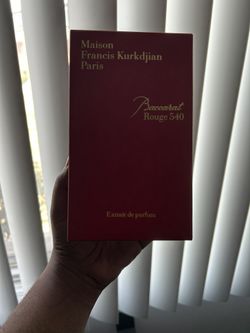 Maison
Francis Kurkdjian
Paris
Baccarat
Rouge 540
Extrait de parfum